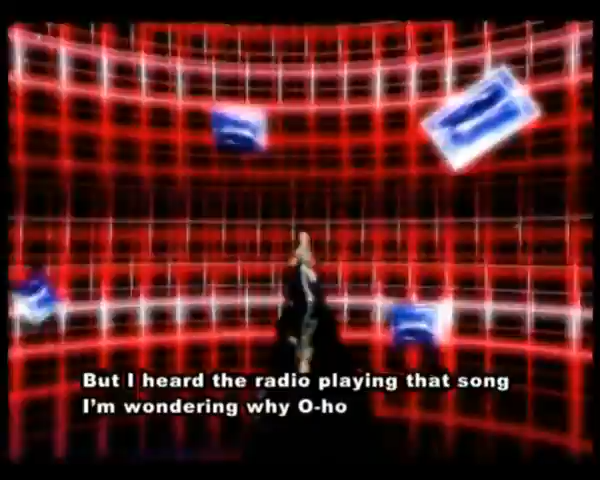 But I heard the radio playing that song
I'm wondering why O-ho